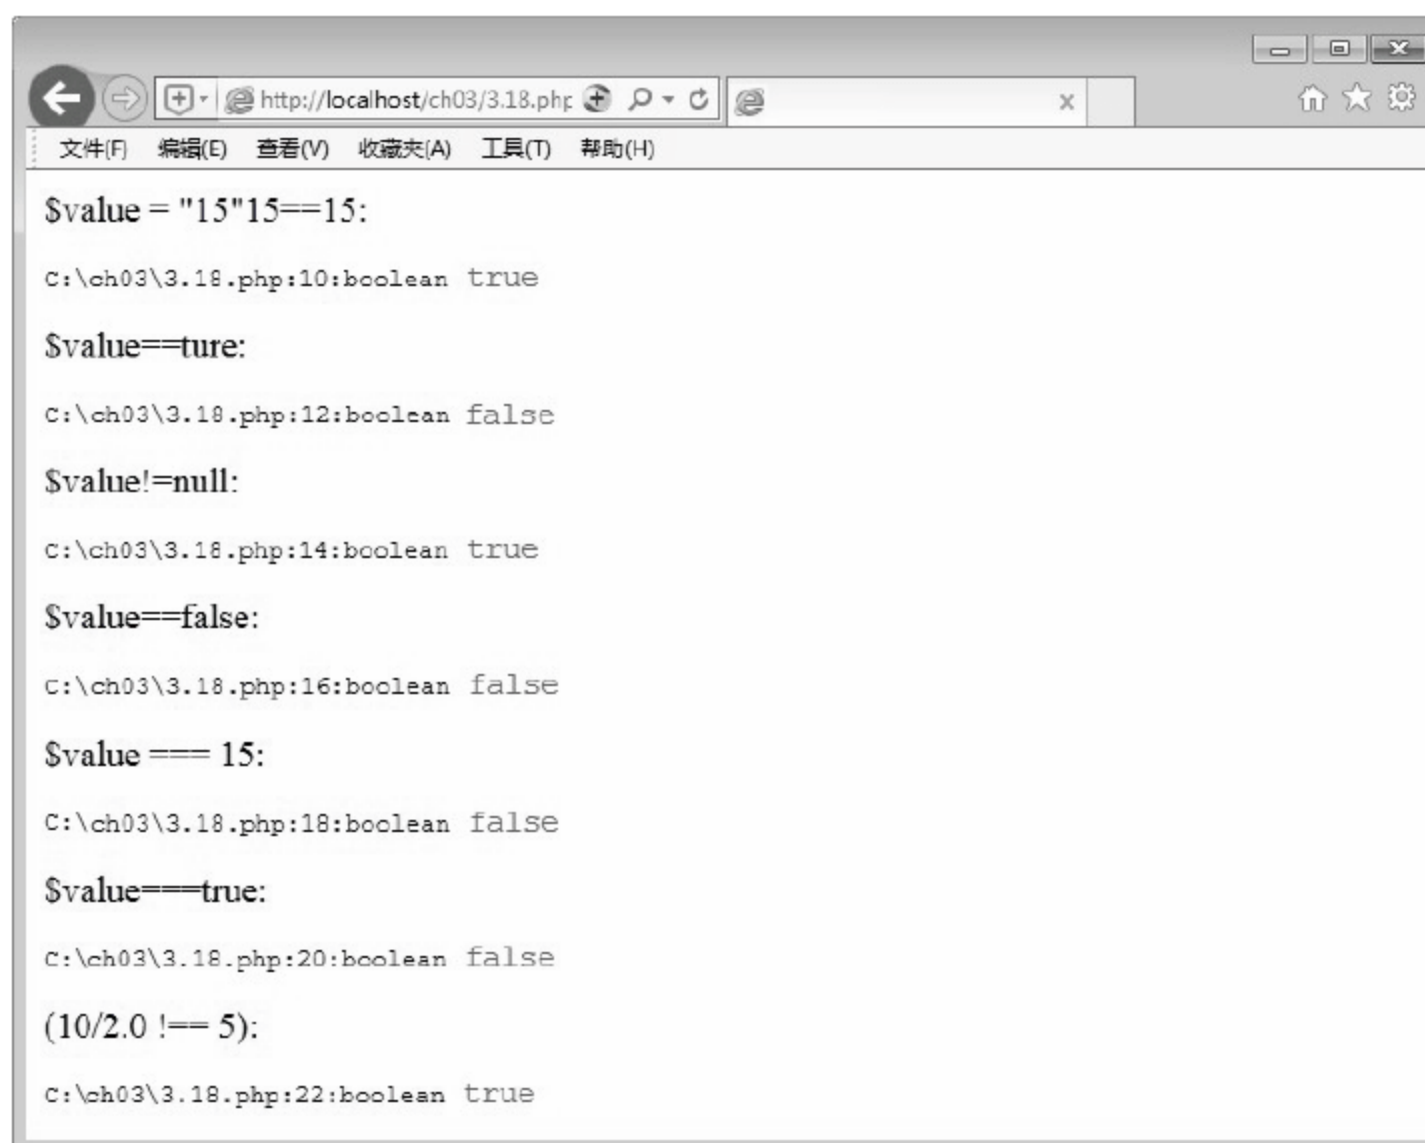 http://localhost/ch03/3.18.php
文件(F) 编辑(E) 查看(V) 收藏夹(A) 工具(T) 帮助(H)
$value = "15"15==15:
C:\ch03\3.18.php:10:boolean true
$value==ture:
C:\ch03\3.18.php:12:boolean false
$value!=null:
C:\ch03\3.18.php:14:boolean true
$value==false:
C:\ch03\3.18.php:16:boolean false
$value === 15:
C:\ch03\3.18.php:18:boolean false
$value===true:
C:\ch03\3.18.php:20:boolean false
(10/2.0 !== 5):
C:\ch03\3.18.php:22:boolean true